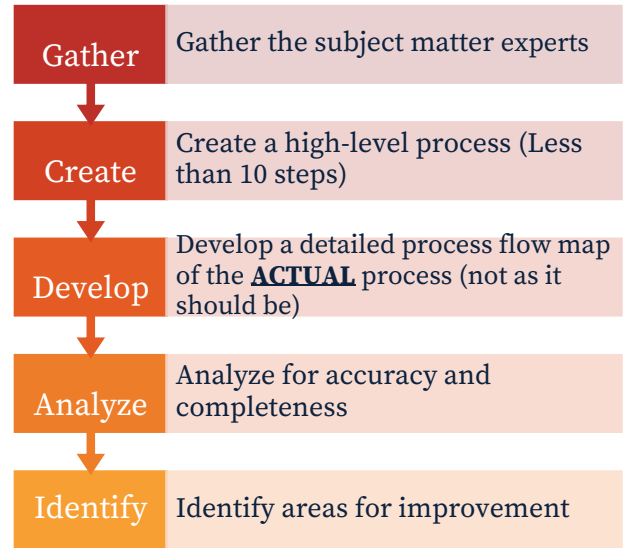 Gather
Gather the subject matter experts
Create
Create a high-level process (Less
than 10 steps)
Develop
Develop a detailed process flow map
of the ACTUAL process (not as it
should be)
Analyze
Analyze for accuracy and
completeness
Identify
Identify areas for improvement